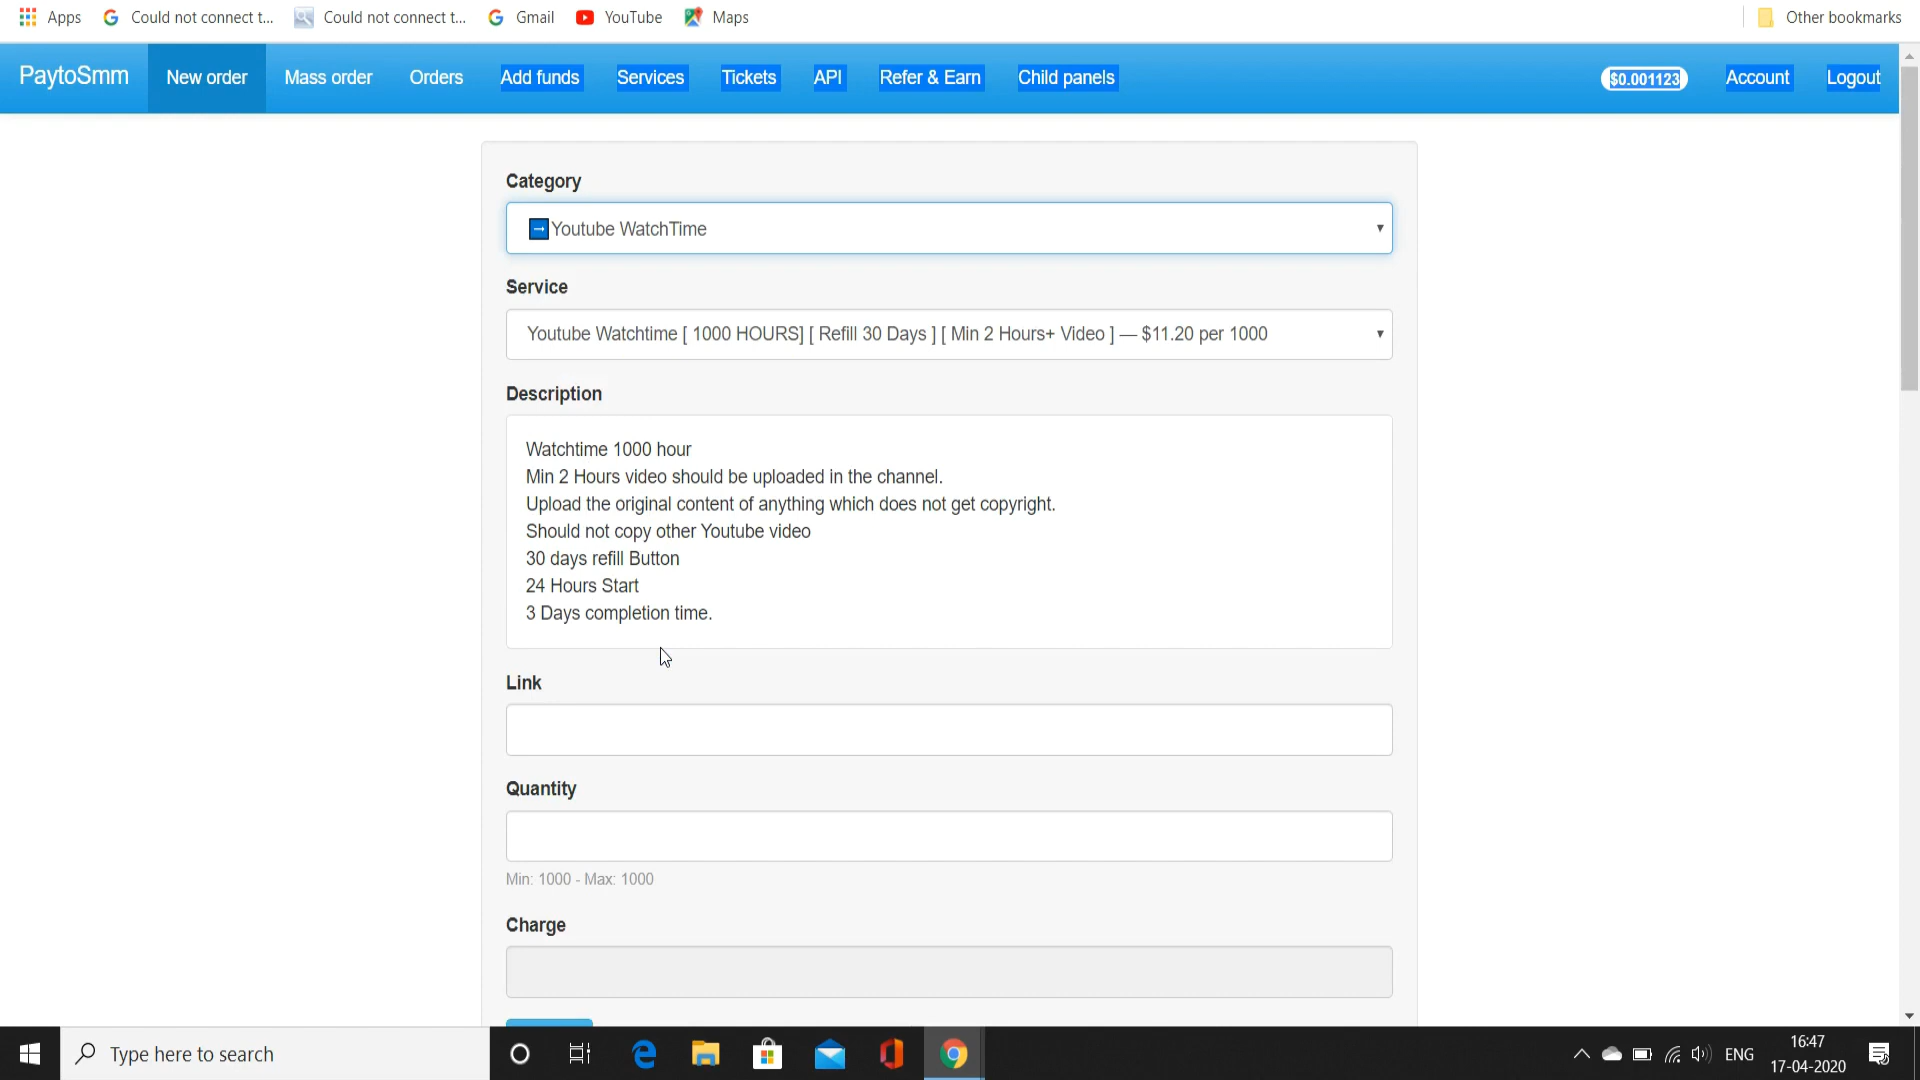 Apps Could not connect t... Could not connect t... Gmail YouTube Maps Other bookmarks
PaytoSmm New order Mass order Orders Add funds Services Tickets API Refer & Earn Child panels $0.001123 Account Logout
Category
Youtube WatchTime
Service
Youtube Watchtime [ 1000 HOURS] [ Refill 30 Days ] [ Min 2 Hours+ Video ] — $11.20 per 1000
Description
Watchtime 1000 hour
Min 2 Hours video should be uploaded in the channel.
Upload the original content of anything which does not get copyright.
Should not copy other Youtube video
30 days refill Button
24 Hours Start
3 Days completion time.
Link
Quantity
Min: 1000 - Max: 1000
Charge
Type here to search
ENG
16:47
17-04-2020